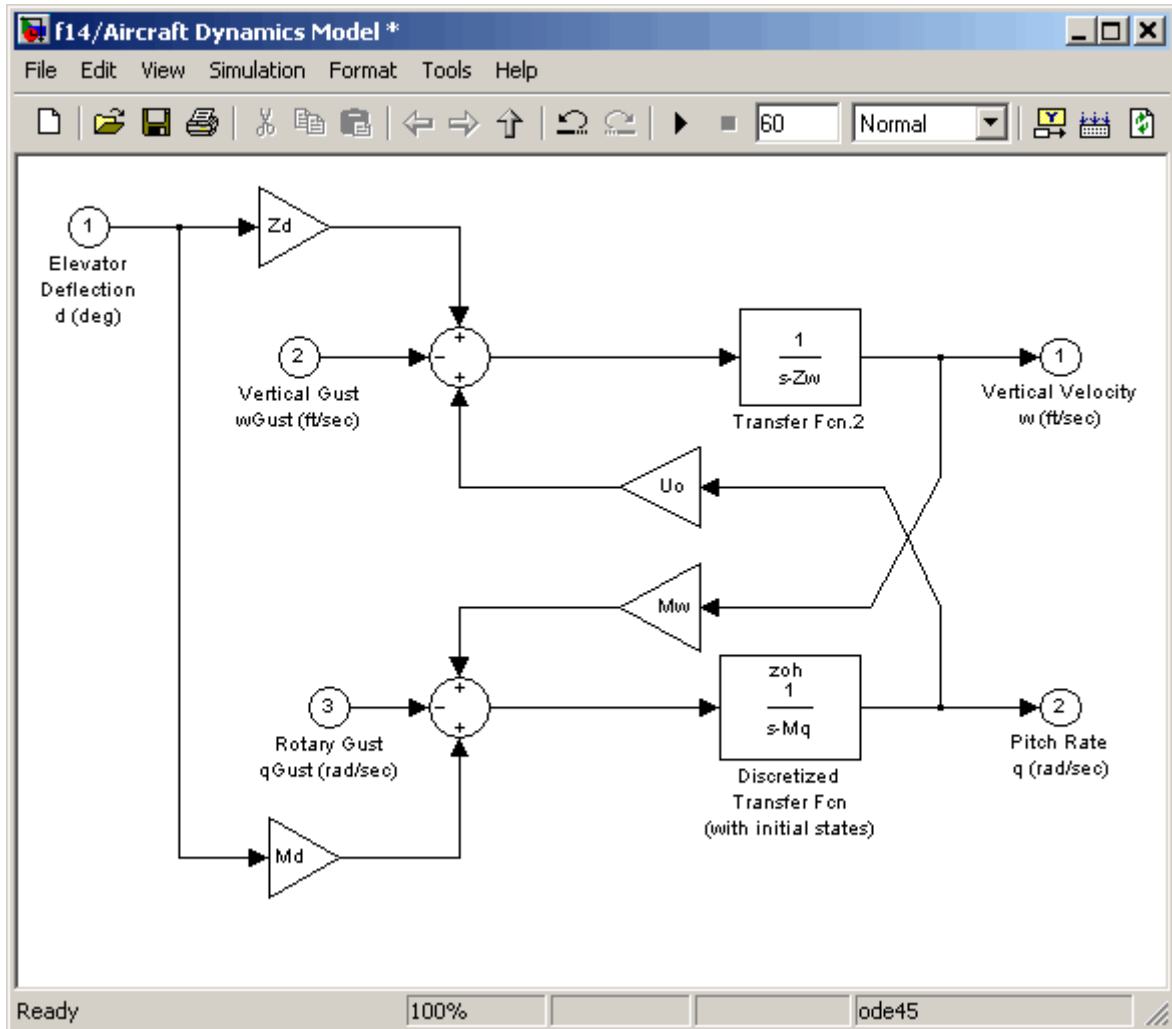 f14/Aircraft Dynamics Model *
File Edit View Simulation Format Tools Help
60 Normal
1
Elevator
Deflection
d (deg)
Zd
+
-
+
2
Vertical Gust
wGust (ft/sec)
1
s-Zw
Transfer Fcn.2
1
Vertical Velocity
w (ft/sec)
Uo
Mw
+
-
+
3
Rotary Gust
qGust (rad/sec)
zoh
1
s-Mq
Discretized
Transfer Fcn
(with initial states)
2
Pitch Rate
q (rad/sec)
Md
Ready 100% ode45